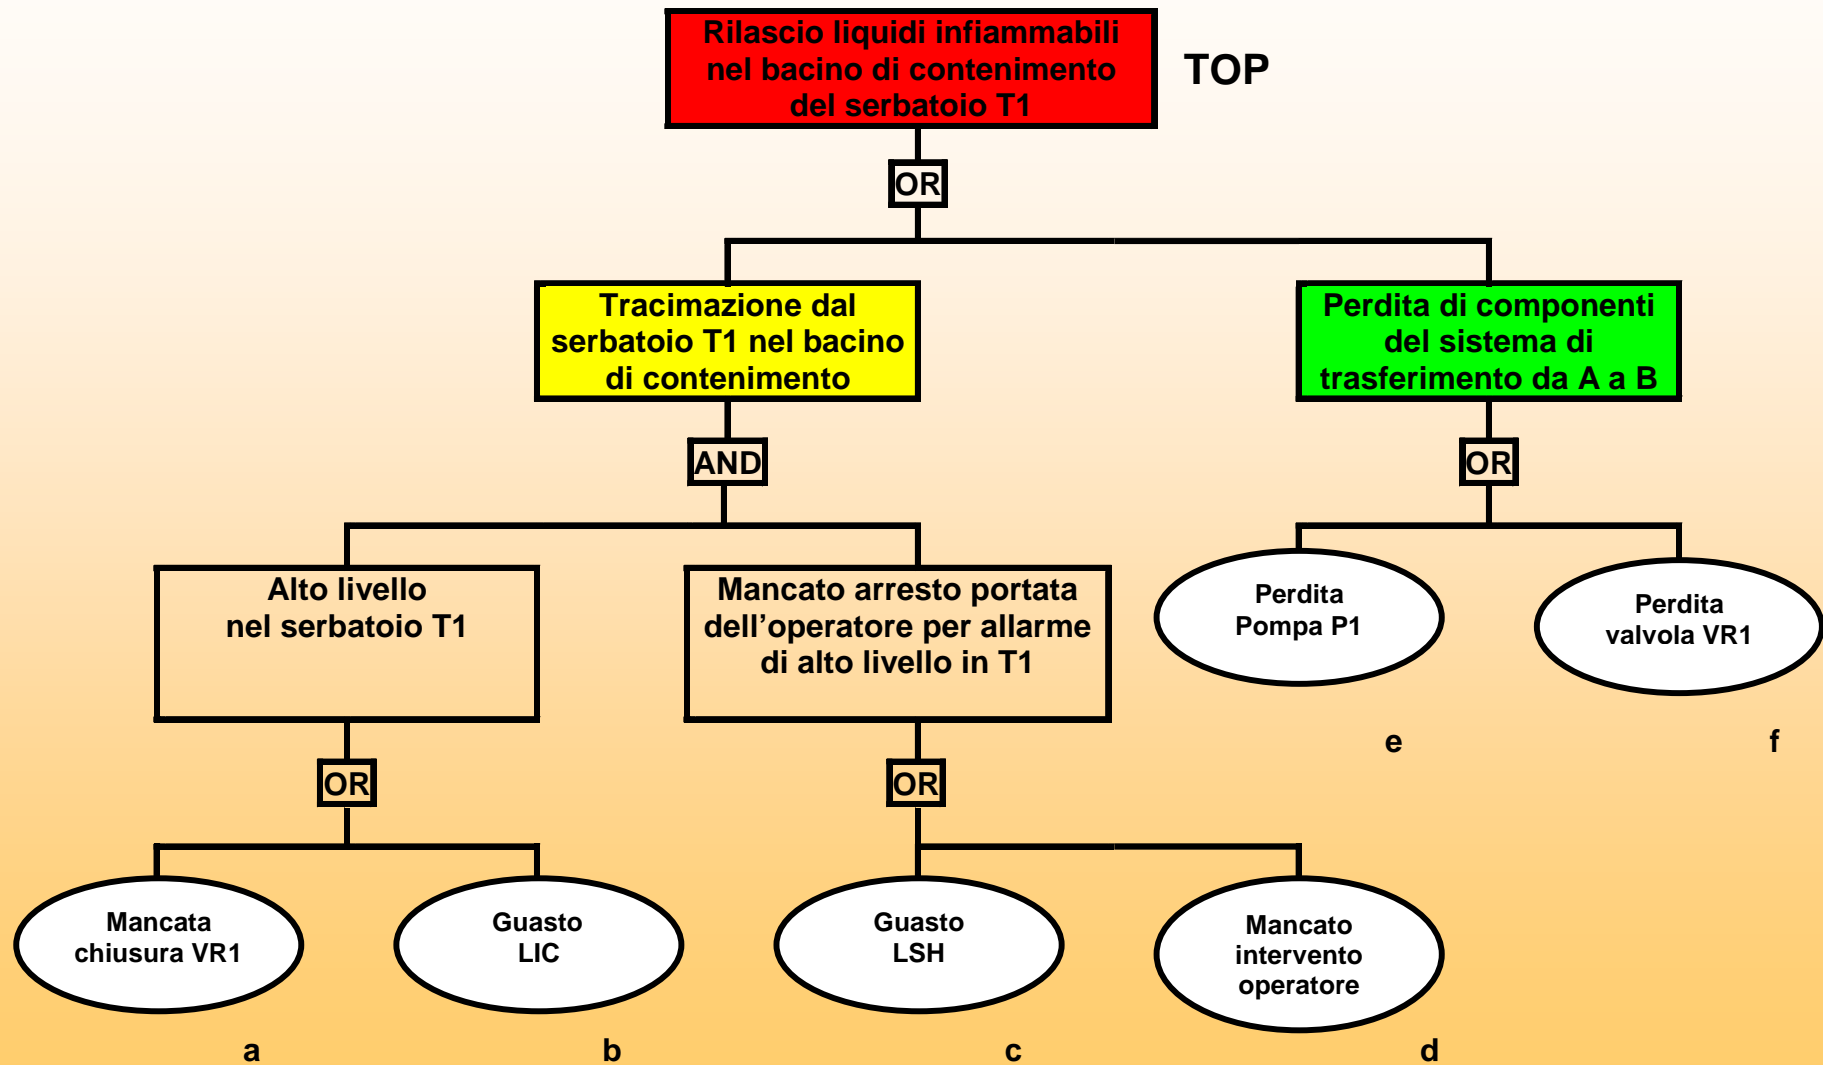 Rilascio liquidi infiammabili
nel bacino di contenimento
del serbatoio T1
TOP
OR
Tracimazione dal
serbatoio T1 nel bacino
di contenimento
Perdita di componenti
del sistema di
trasferimento da A a B
AND
OR
Alto livello
nel serbatoio T1
Mancato arresto portata
dell’operatore per allarme
di alto livello in T1
Perdita
Pompa P1
Perdita
valvola VR1
e
f
OR
OR
Mancata
chiusura VR1
Guasto
LIC
Guasto
LSH
Mancato
intervento
operatore
a
b
c
d